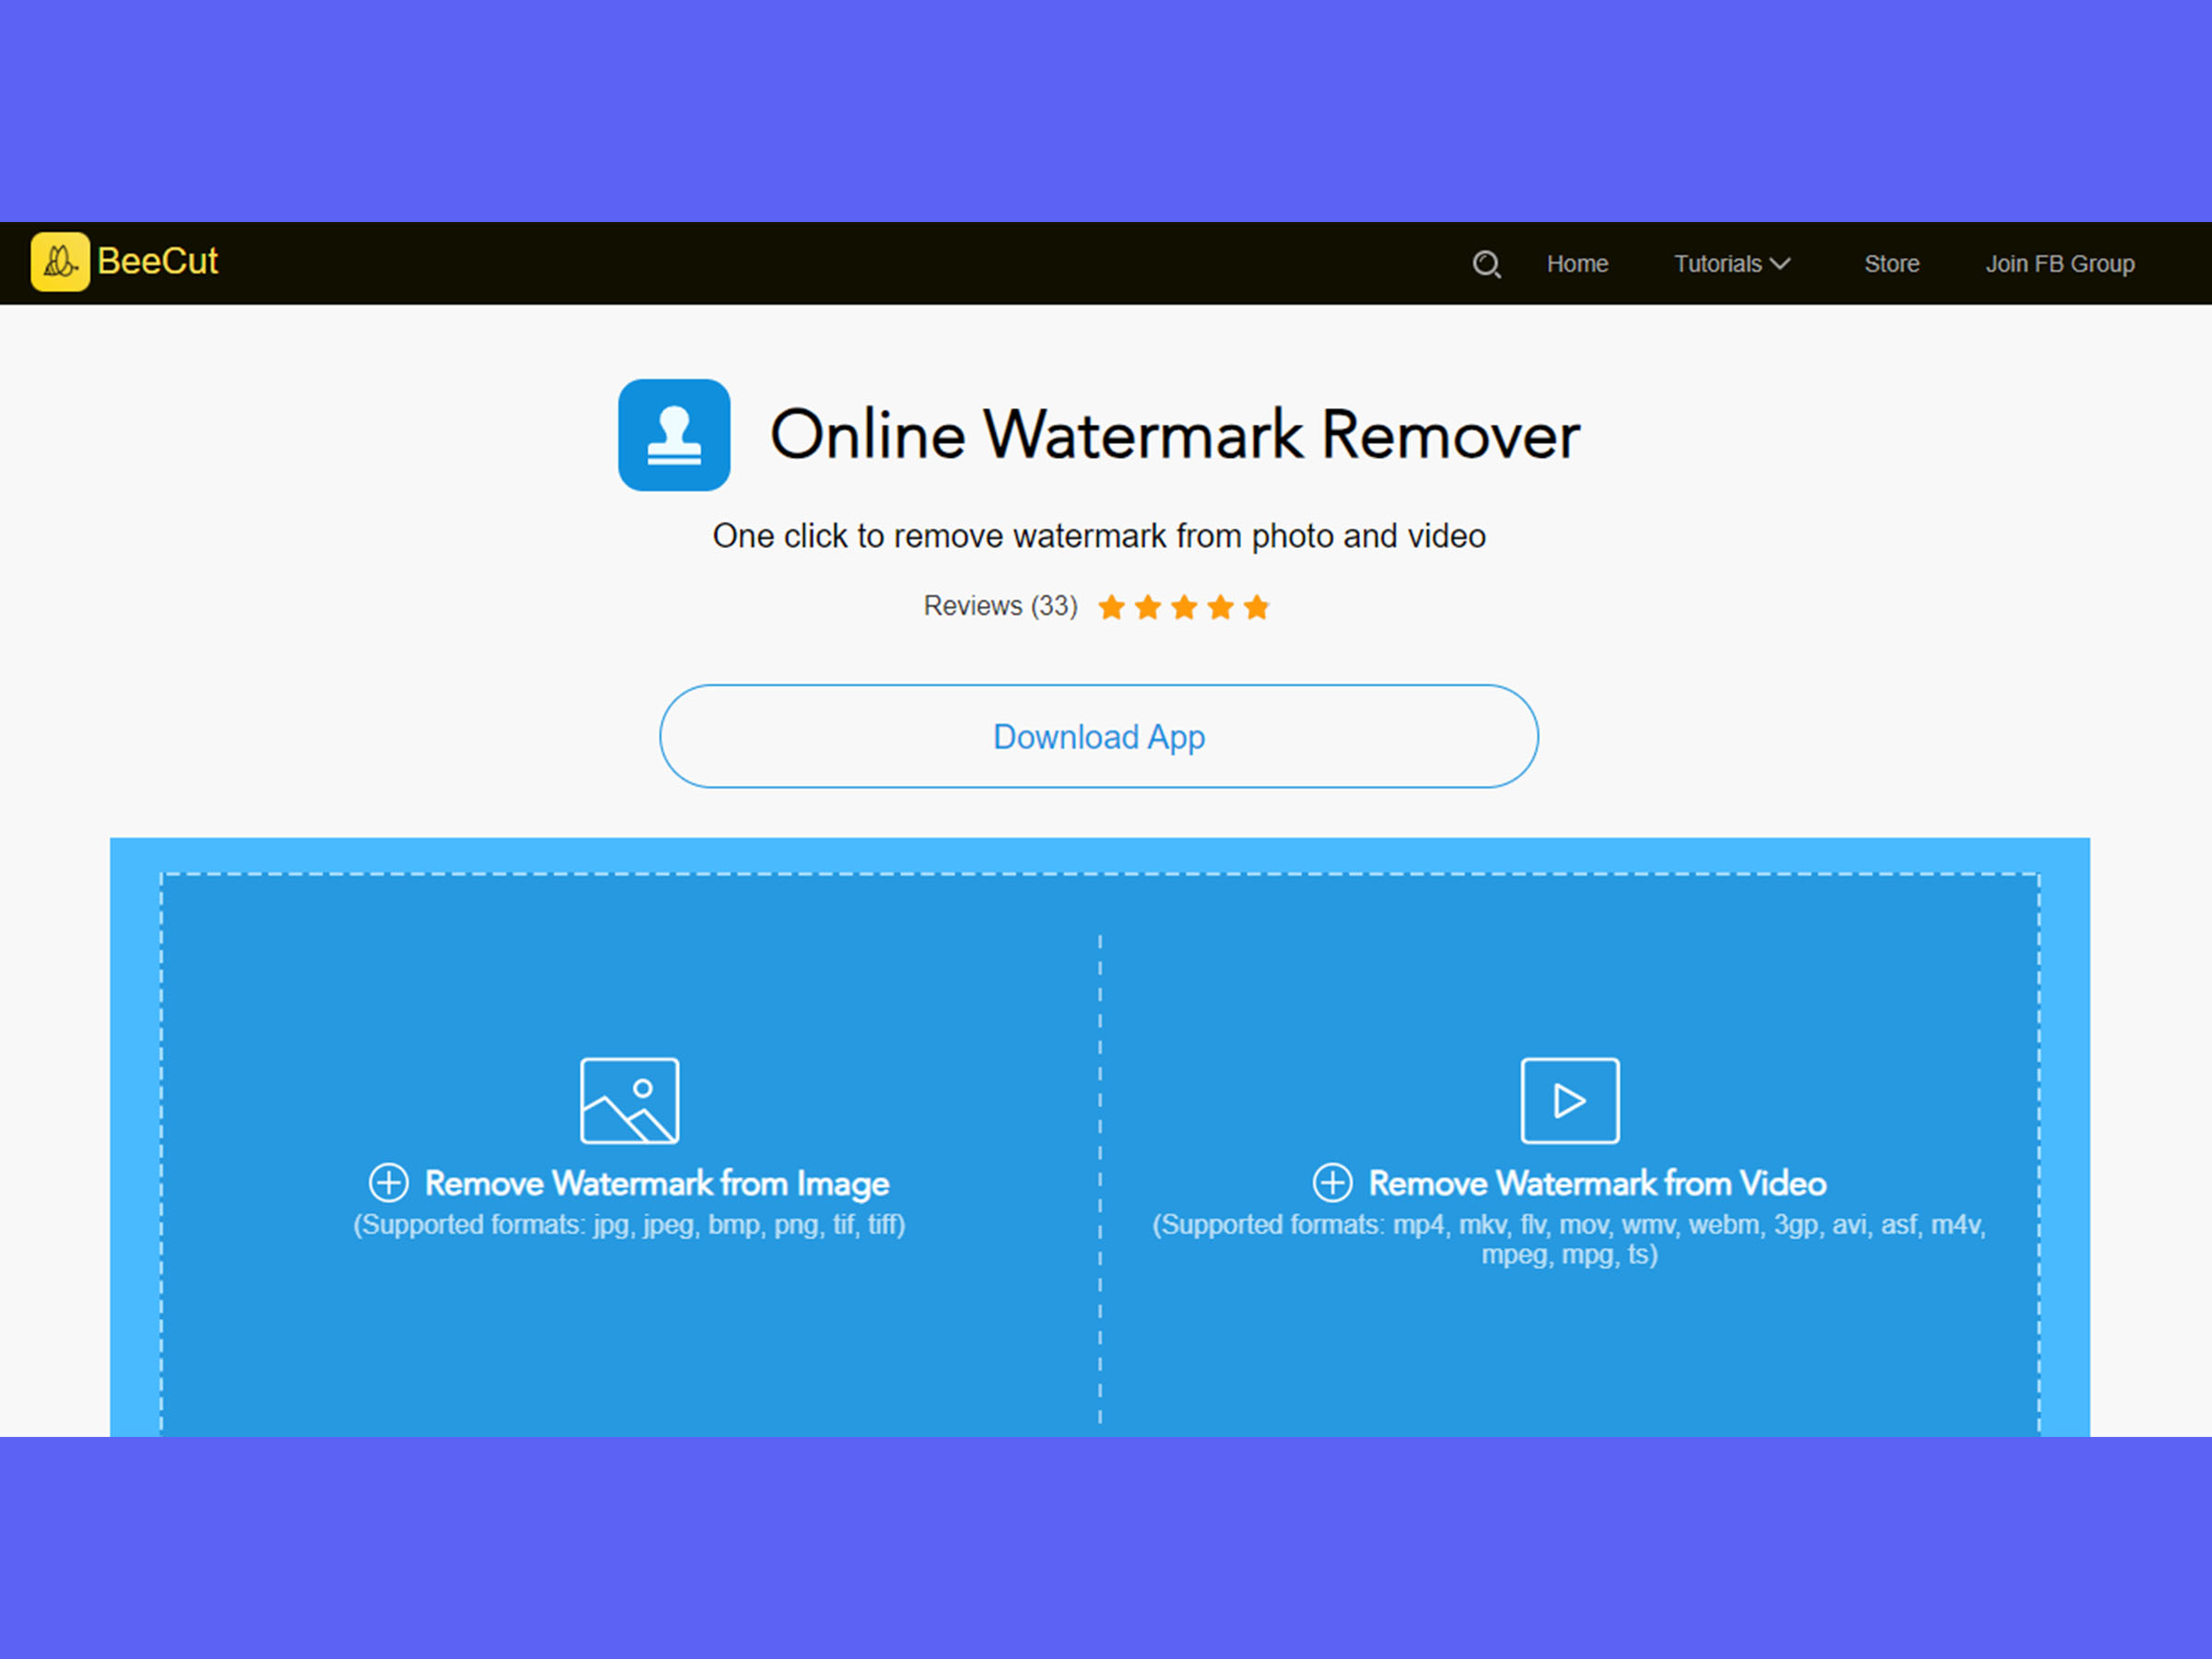 BeeCut
Home
Tutorials
Store
Join FB Group
Online Watermark Remover
One click to remove watermark from photo and video
Reviews (33)
Download App
Remove Watermark from Image
(Supported formats: jpg, jpeg, bmp, png, tif, tiff)
Remove Watermark from Video
(Supported formats: mp4, mkv, flv, mov, wmv, webm, 3gp, avi, asf, m4v,
mpeg, mpg, ts)